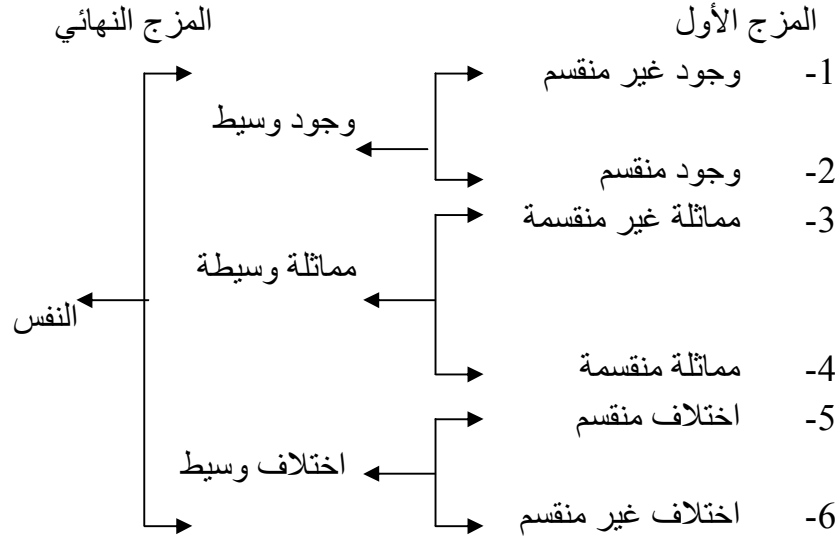 المزج الأول المزج النهائي
1- وجود غير منقسم
وجود وسيط
2- وجود منقسم
3- مماثلة غير منقسمة
مماثلة وسيطة
النفس
4- مماثلة منقسمة
5- اختلاف منقسم
اختلاف وسيط
6- اختلاف غير منقسم